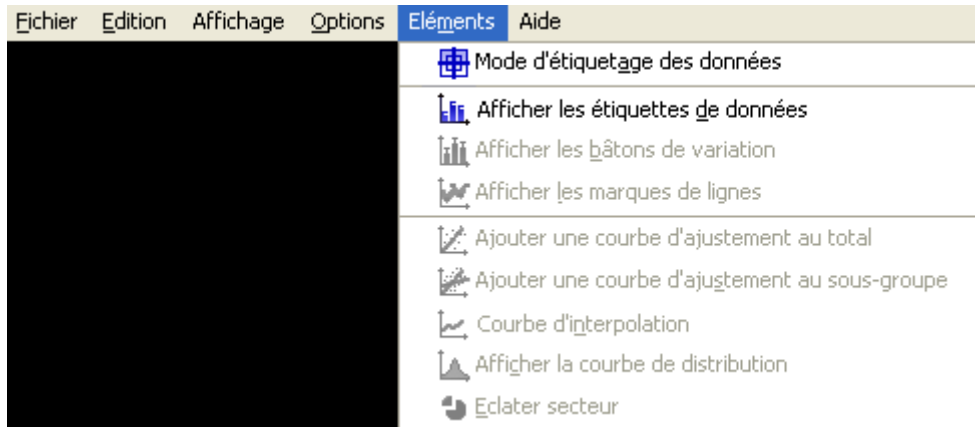 Fichier Edition Affichage Options Eléments Aide
Mode d'étiquetage des données
Afficher les étiquettes de données
Afficher les bâtons de variation
Afficher les marques de lignes
Ajouter une courbe d'ajustement au total
Ajouter une courbe d'ajustement au sous-groupe
Courbe d'interpolation
Afficher la courbe de distribution
Eclater secteur